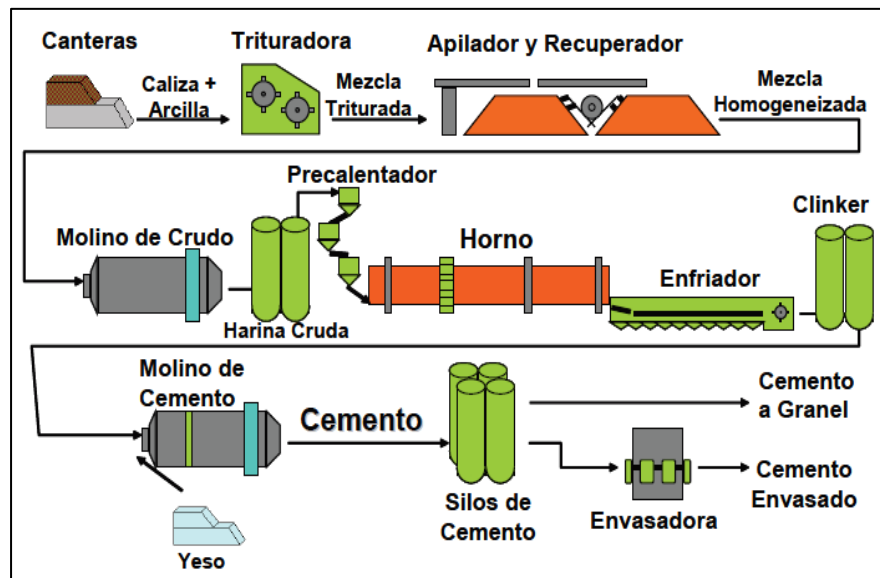 Canteras
Trituradora
Apilador y Recuperador
Caliza +
Arcilla
Mezcla
Triturada
Mezcla
Homogeneizada
Precalentador
Clinker
Molino de Crudo
Horno
Enfriador
Harina Cruda
Molino de
Cemento
Cemento
Cemento
a Granel
Silos de
Cemento
Envasadora
Cemento
Envasado
Yeso